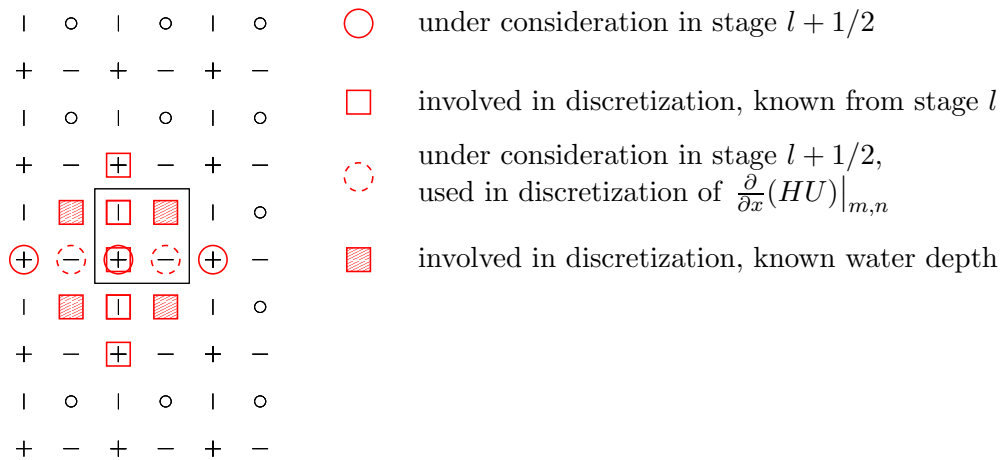 under consideration in stage l + 1/2
involved in discretization, known from stage l
under consideration in stage l + 1/2,
used in discretization of ∂/∂x (HU)|m,n
involved in discretization, known water depth